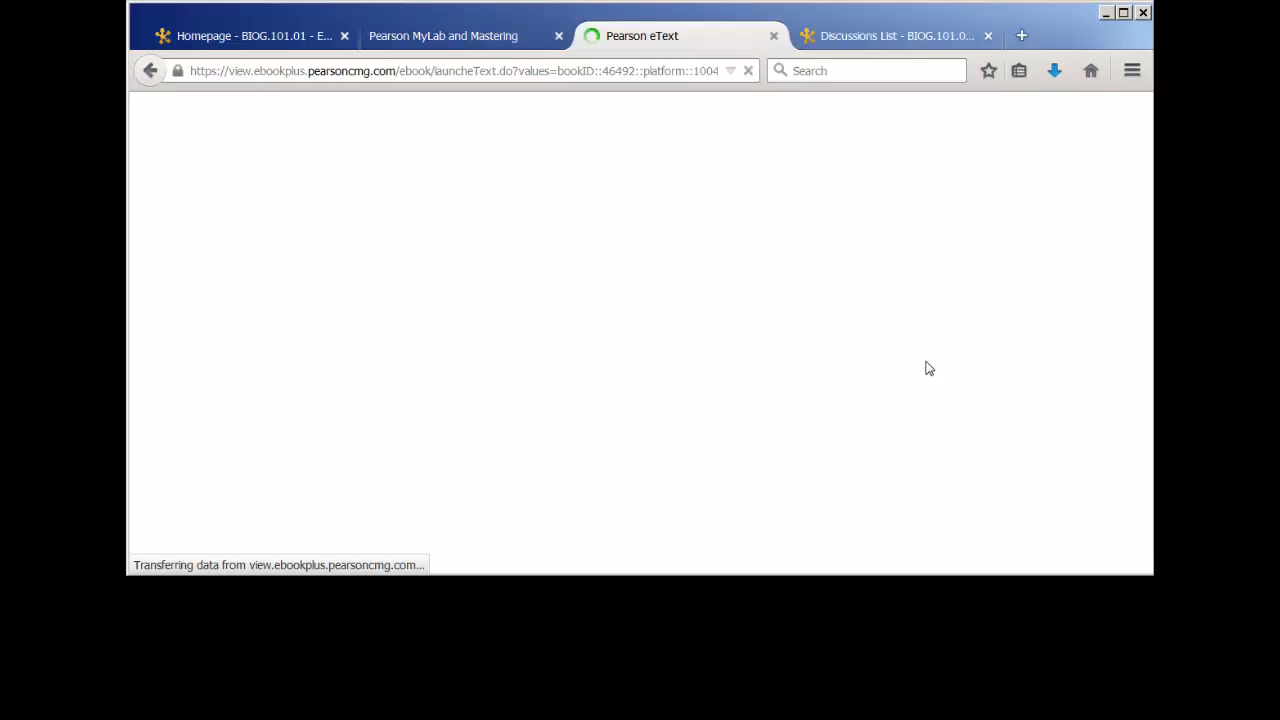 Homepage - BIOG.101.01 - E...
Pearson MyLab and Mastering
Pearson eText
Discussions List - BIOG.101.0...
https://view.ebookplus.pearsoncmg.com/ebook/launcheText.do?values=bookID::46492::platform::1004
Search
Transferring data from view.ebookplus.pearsoncmg.com...